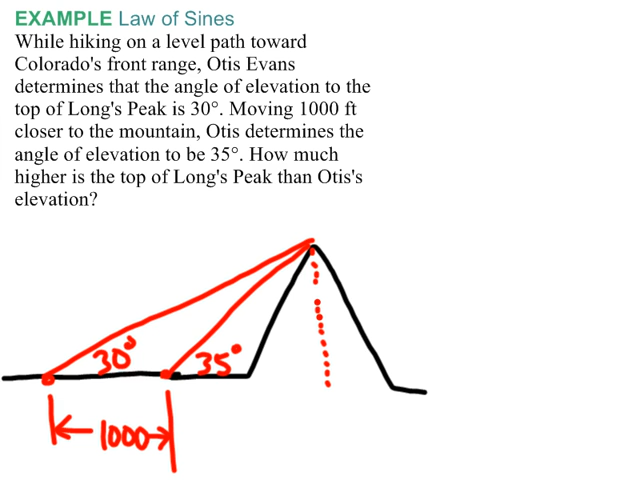 EXAMPLE Law of Sines
While hiking on a level path toward
Colorado's front range, Otis Evans
determines that the angle of elevation to the
top of Long's Peak is 30°. Moving 1000 ft
closer to the mountain, Otis determines the
angle of elevation to be 35°. How much
higher is the top of Long's Peak than Otis's
elevation?
30° 35°
1000